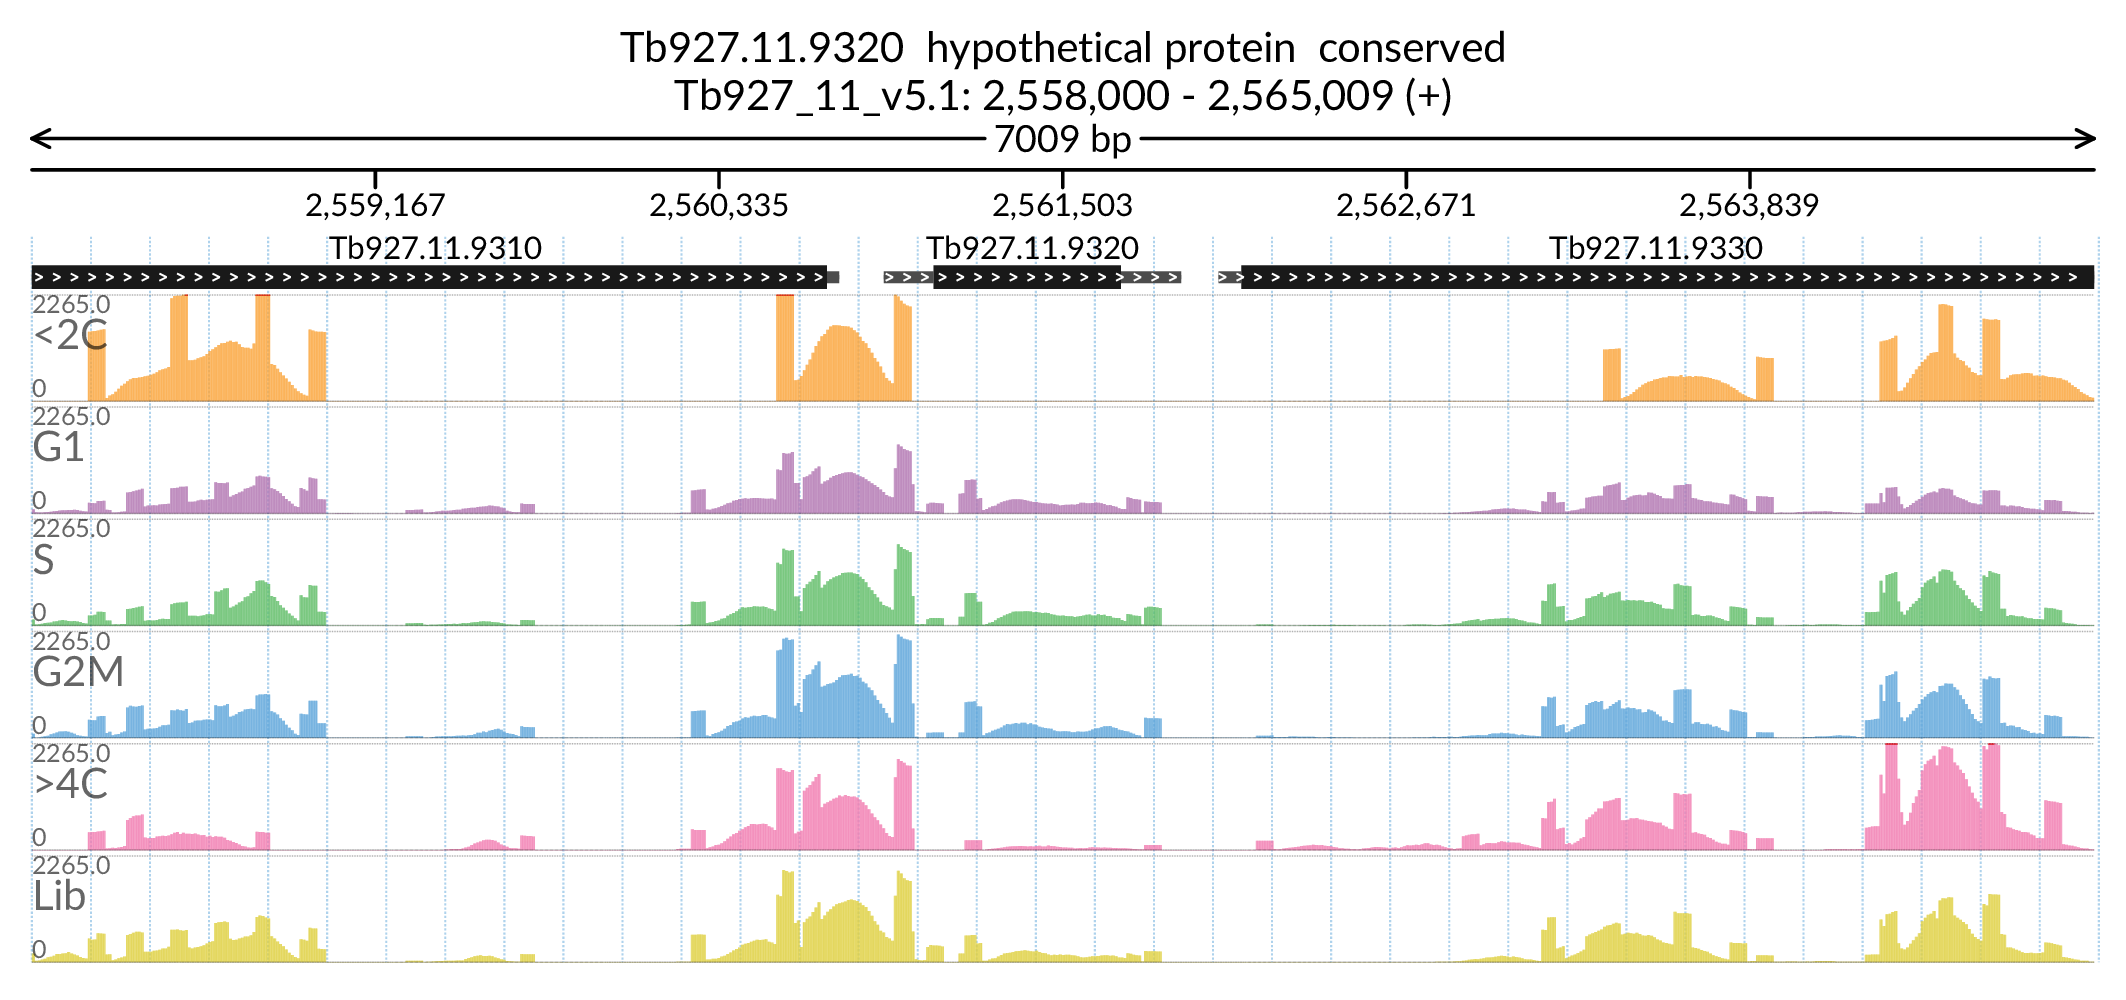 Tb927.11.9320 hypothetical protein conserved
Tb927_11_v5.1: 2,558,000 - 2,565,009 (+)
7009 bp
2,559,167 2,560,335 2,561,503 2,562,671 2,563,839
Tb927.11.9310 Tb927.11.9320 Tb927.11.9330
2265.0
<2C
0
2265.0
G1
0
2265.0
S
0
2265.0
G2M
0
2265.0
>4C
0
2265.0
Lib
0